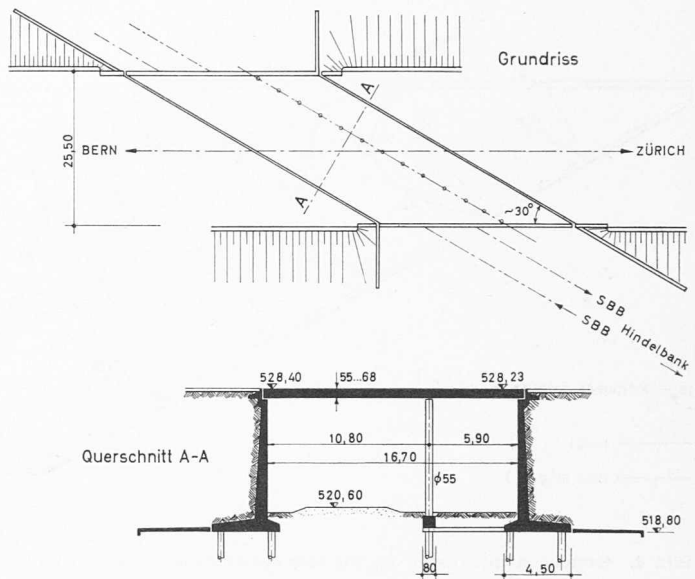 Grundriss
A
25,50
BERN
ZÜRICH
A
~30°
SBB
SBB Hindelbank
528,40
55...68
528,23
10,80
5,90
Querschnitt A-A
16,70
φ55
520,60
518,80
80
4,50